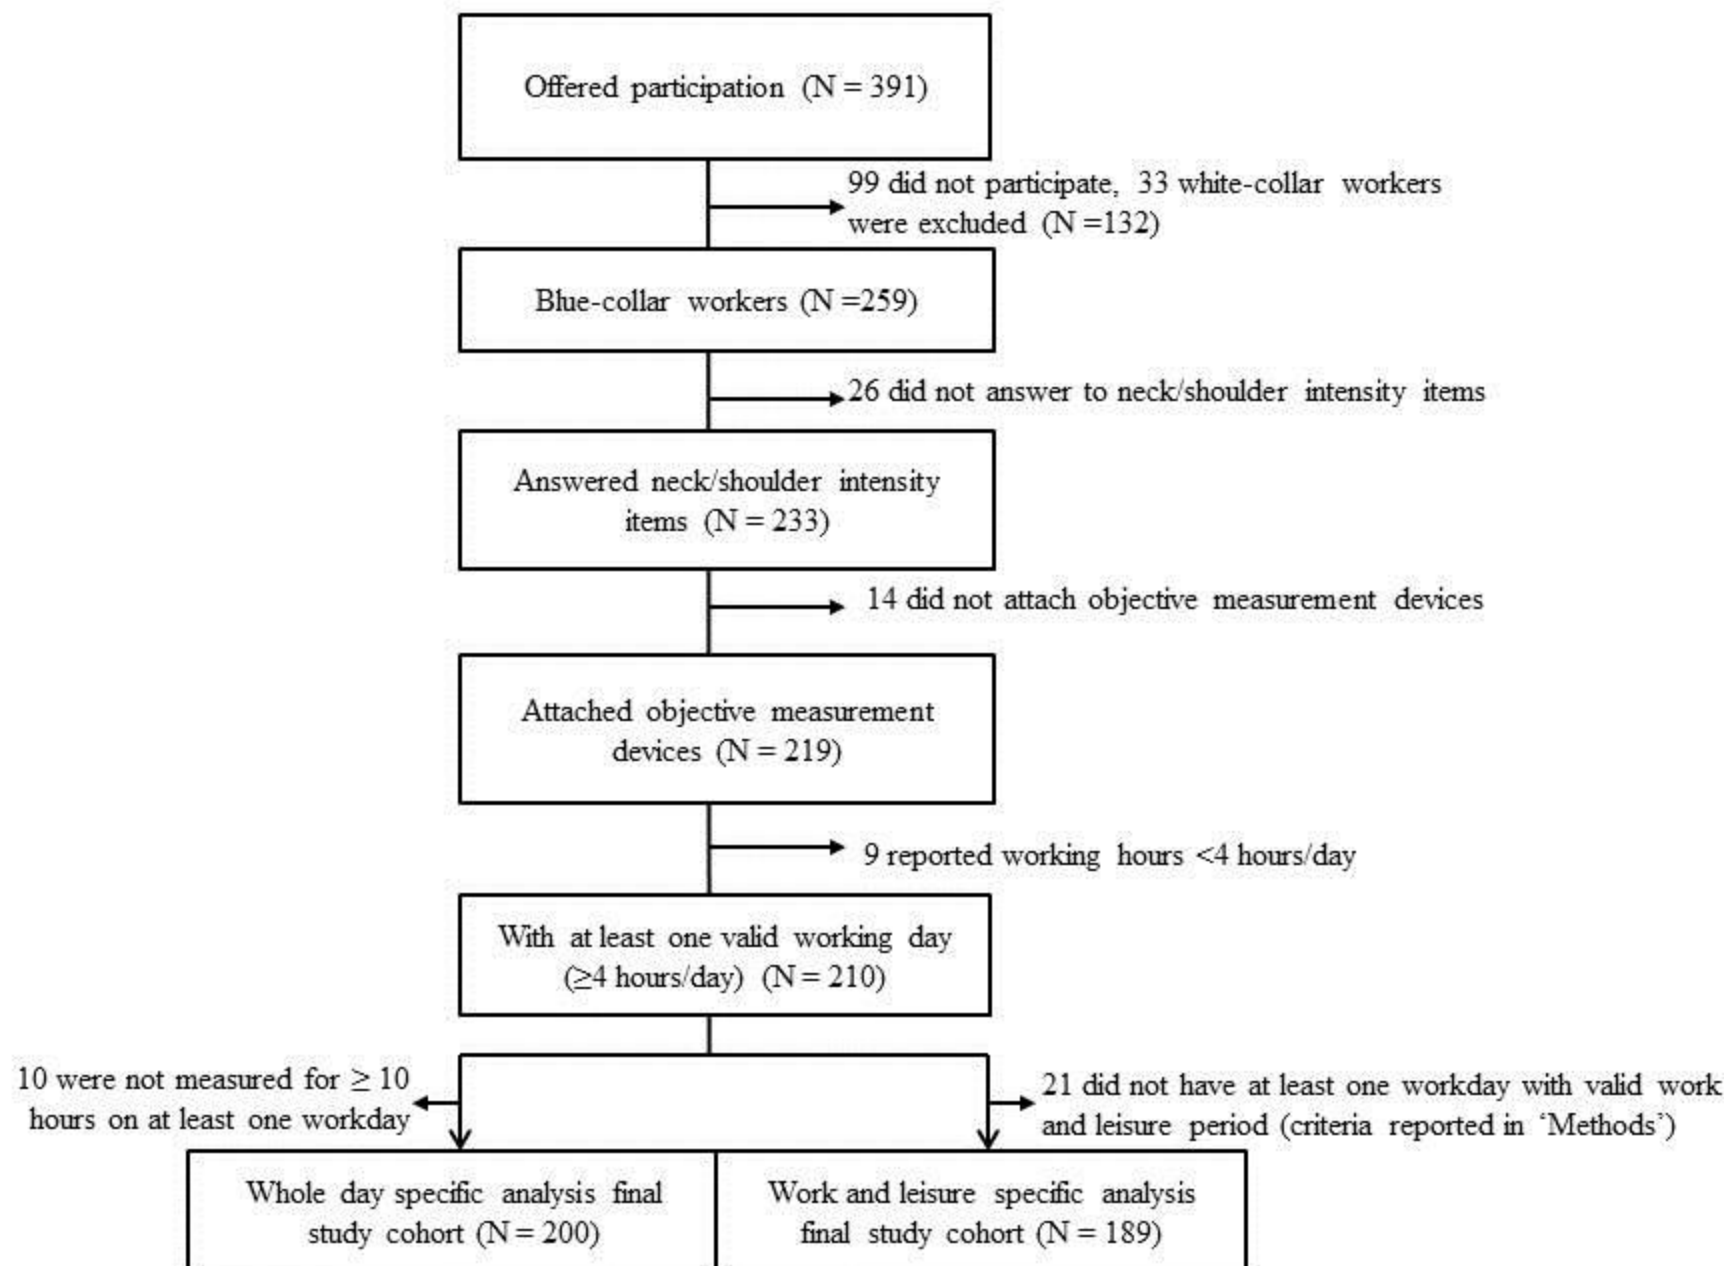 Offered participation (N = 391)
99 did not participate, 33 white-collar workers
were excluded (N =132)
Blue-collar workers (N =259)
26 did not answer to neck/shoulder intensity items
Answered neck/shoulder intensity
items (N = 233)
14 did not attach objective measurement devices
Attached objective measurement
devices (N = 219)
9 reported working hours <4 hours/day
With at least one valid working day
(≥4 hours/day) (N = 210)
10 were not measured for ≥ 10
hours on at least one workday
21 did not have at least one workday with valid work
and leisure period (criteria reported in ‘Methods’)
Whole day specific analysis final
study cohort (N = 200)
Work and leisure specific analysis
final study cohort (N = 189)